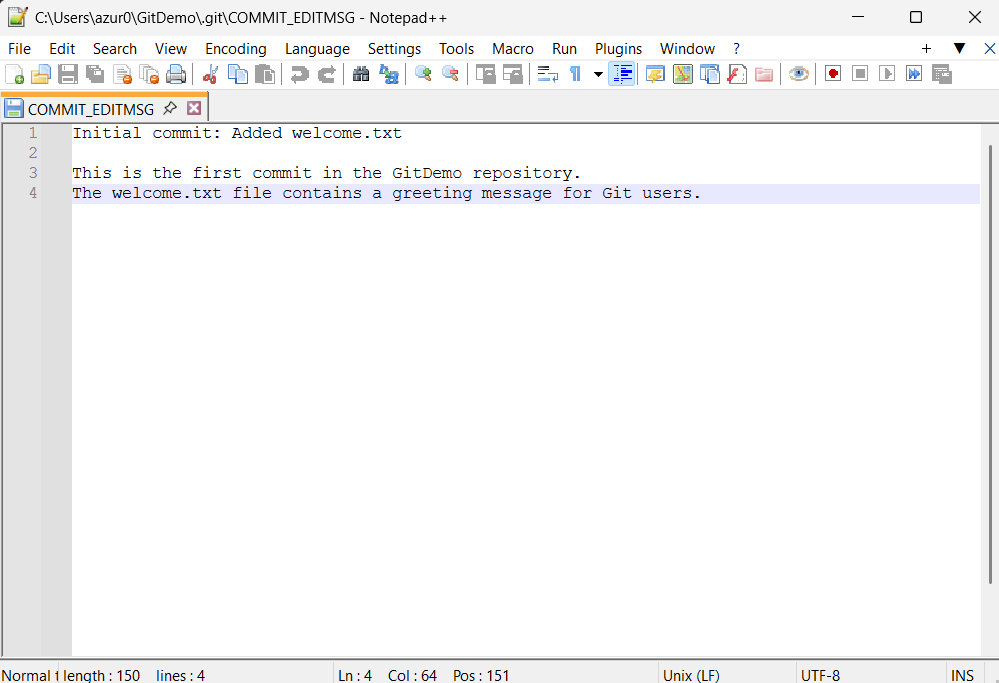 C:\Users\azur0\GitDemo\.git\COMMIT_EDITMSG - Notepad++
File Edit Search View Encoding Language Settings Tools Macro Run Plugins Window ?
COMMIT_EDITMSG
1 Initial commit: Added welcome.txt
2
3 This is the first commit in the GitDemo repository.
4 The welcome.txt file contains a greeting message for Git users.
Normal t length : 150 lines : 4 Ln : 4 Col : 64 Pos : 151 Unix (LF) UTF-8 INS